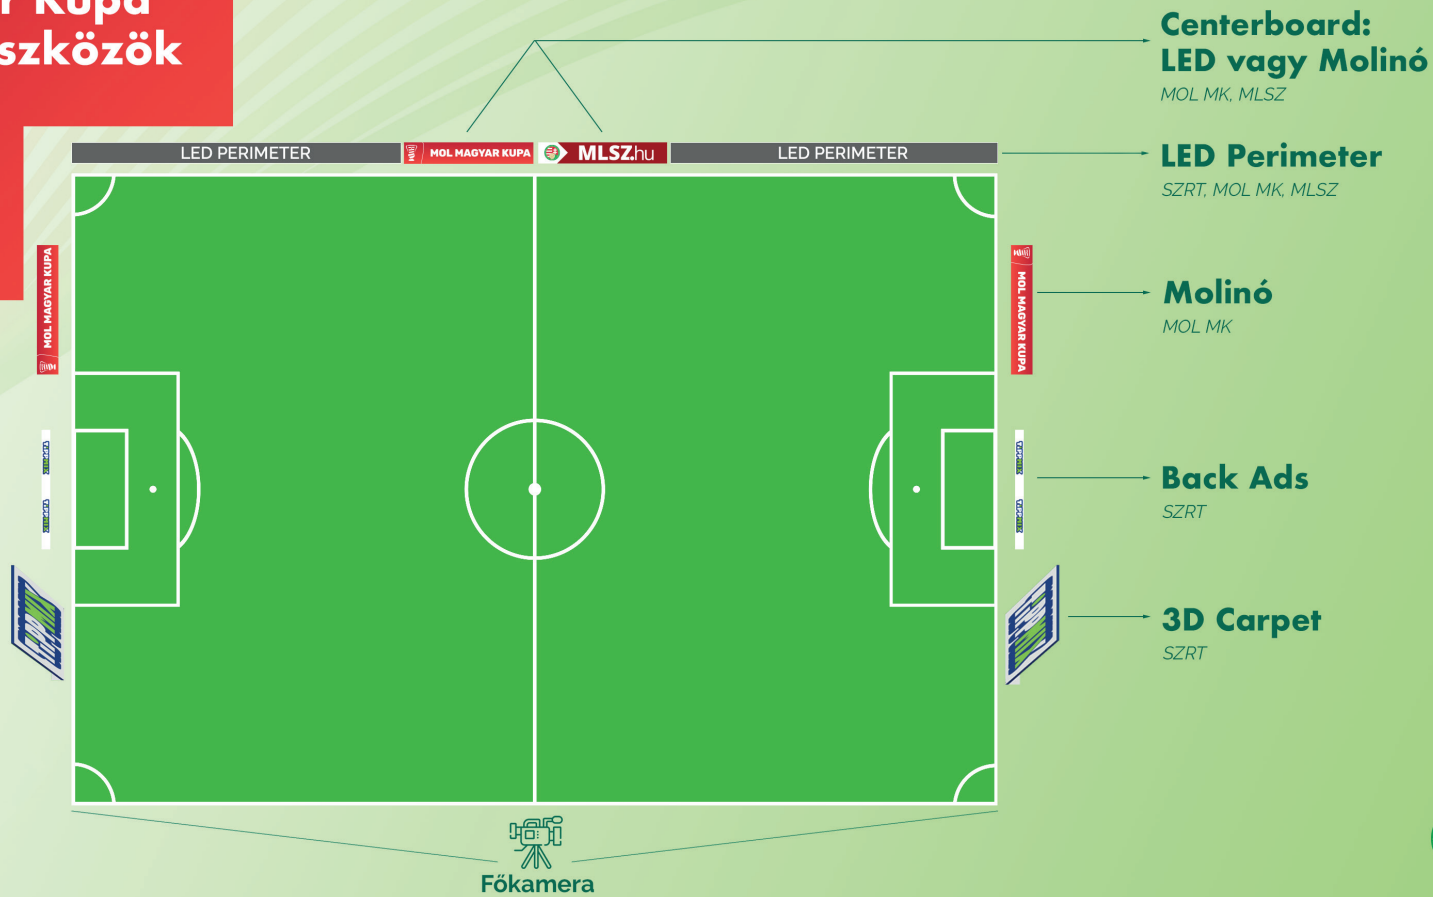 r Kupa
szközök
Centerboard:
LED vagy Molinó
MOL MK, MLSZ
LED PERIMETER
MOL MAGYAR KUPA
MLSZ.hu
LED PERIMETER
LED Perimeter
SZRT, MOL MK, MLSZ
MOL MAGYAR KUPA
MOL MAGYAR KUPA
Molinó
MOL MK
Back Ads
SZRT
3D Carpet
SZRT
Főkamera